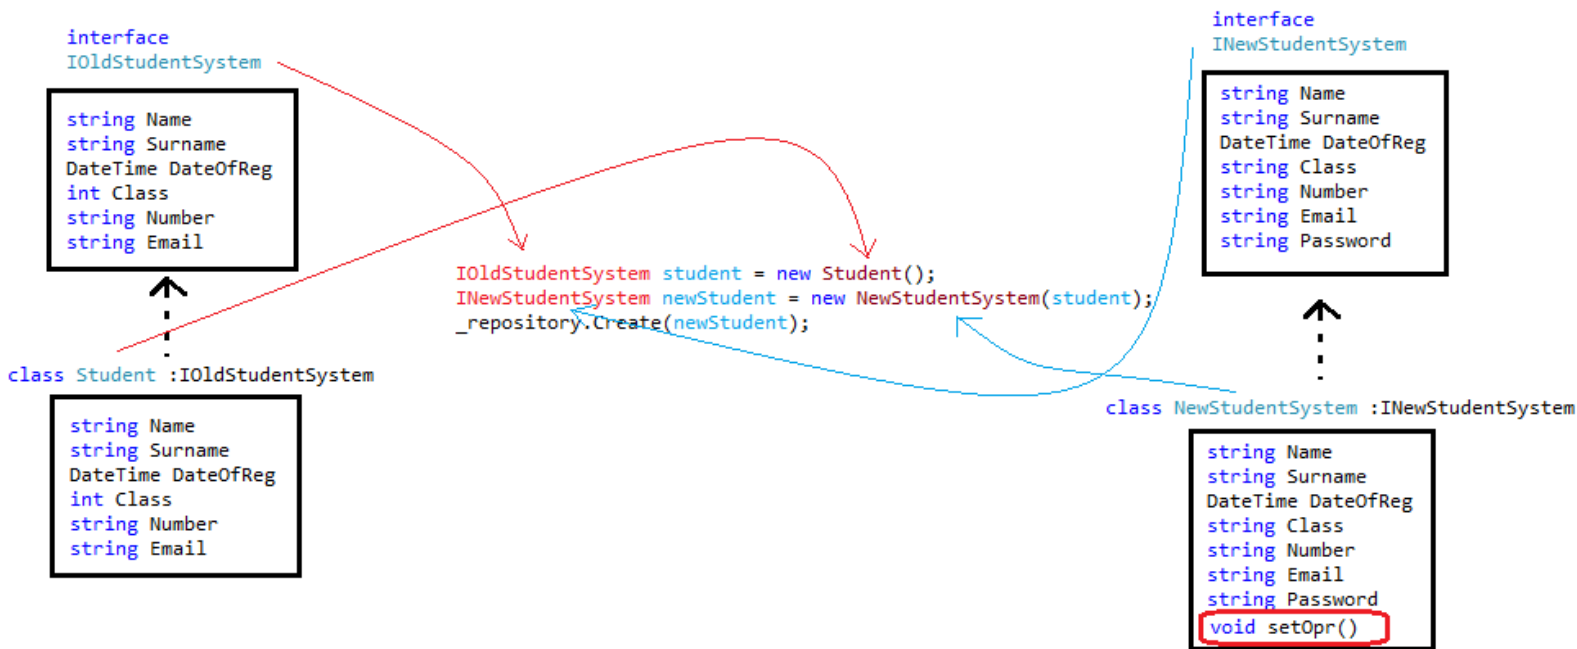 interface
IOldStudentSystem
string Name
string Surname
DateTime DateOfReg
int Class
string Number
string Email
class Student :IOldStudentSystem
string Name
string Surname
DateTime DateOfReg
int Class
string Number
string Email
IOldStudentSystem student = new Student();
INewStudentSystem newStudent = new NewStudentSystem(student);
_repository.Create(newStudent);
interface
INewStudentSystem
string Name
string Surname
DateTime DateOfReg
string Class
string Number
string Email
string Password
class NewStudentSystem :INewStudentSystem
string Name
string Surname
DateTime DateOfReg
string Class
string Number
string Email
string Password
void setOpr()